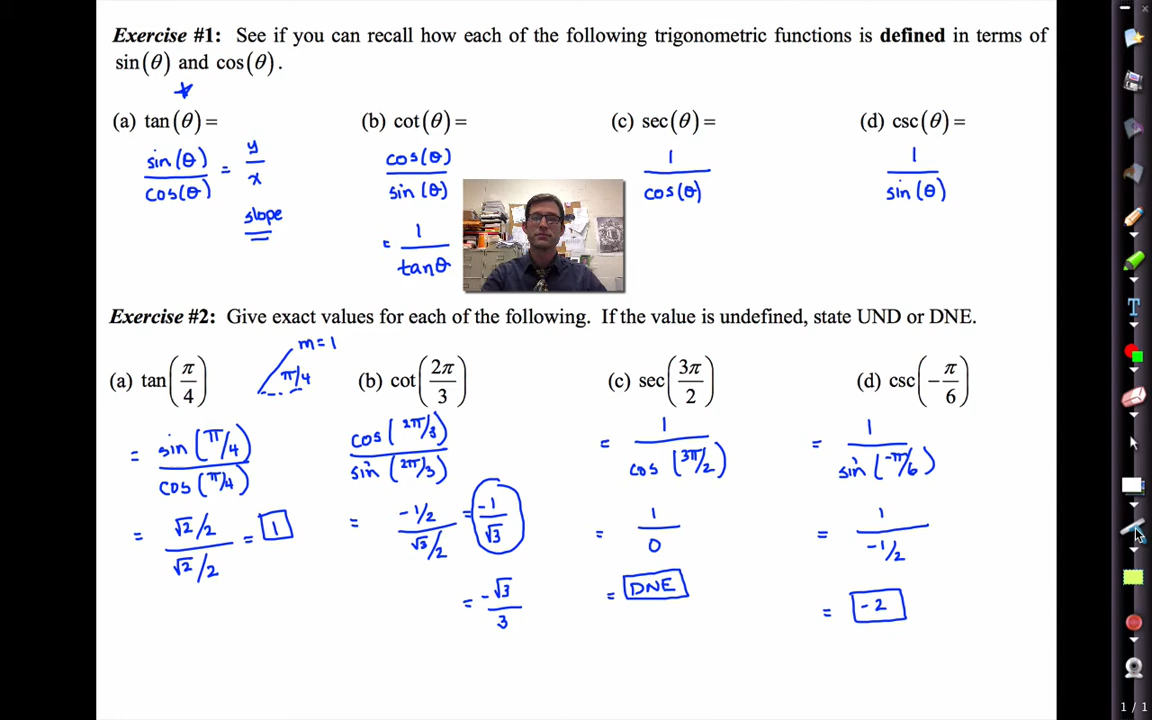 Exercise #1: See if you can recall how each of the following trigonometric functions is defined in terms of
sin(θ) and cos(θ).
(a) tan(θ) =
(b) cot(θ) =
(c) sec(θ) =
(d) csc(θ) =
sin(θ)/cos(θ) = y/x
slope
cos(θ)/sin(θ)
= 1/tanθ
1/cos(θ)
1/sin(θ)
Exercise #2: Give exact values for each of the following. If the value is undefined, state UND or DNE.
(a) tan(π/4)
m=1
π/4
(b) cot(2π/3)
(c) sec(3π/2)
(d) csc(-π/6)
= sin(π/4)/cos(π/4)
= √2/2 / √2/2 = 1
cos(2π/3)/sin(2π/3)
= -1/2 / √3/2 = -1/√3
= -√3/3
= 1/cos(3π/2)
= 1/0
= DNE
= 1/sin(-π/6)
= 1/-1/2
= -2
T
1 / 1